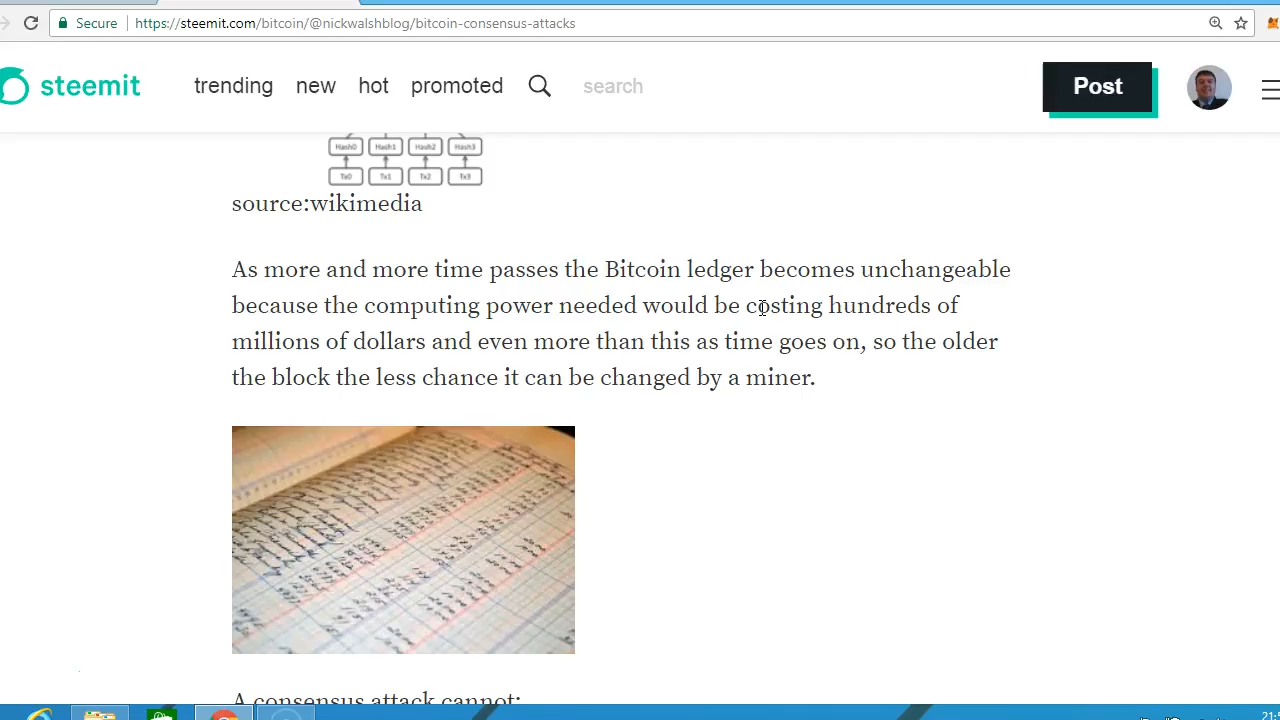 Secure https://steemit.com/bitcoin/@nickwalshblog/bitcoin-consensus-attacks
steemit trending new hot promoted search Post
Hash0 Hash1 Hash2 Hash3
Tx0 Tx1 Tx2 Tx3
source:wikimedia
As more and more time passes the Bitcoin ledger becomes unchangeable
because the computing power needed would be costing hundreds of
millions of dollars and even more than this as time goes on, so the older
the block the less chance it can be changed by a miner.
A consensus attack cannot: